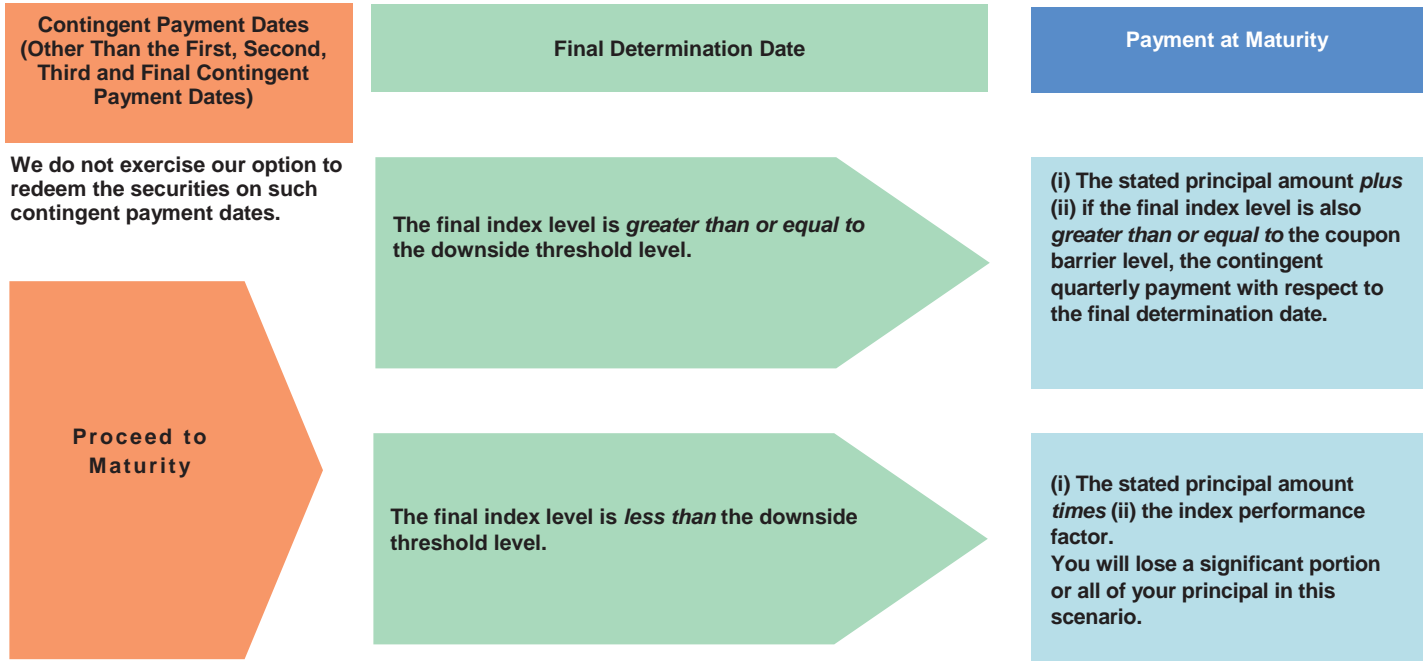 Contingent Payment Dates
(Other Than the First, Second,
Third and Final Contingent
Payment Dates)
Final Determination Date
Payment at Maturity
We do not exercise our option to
redeem the securities on such
contingent payment dates.
The final index level is greater than or equal to
the downside threshold level.
(i) The stated principal amount plus
(ii) if the final index level is also
greater than or equal to the coupon
barrier level, the contingent
quarterly payment with respect to
the final determination date.
Proceed to
Maturity
The final index level is less than the downside
threshold level.
(i) The stated principal amount
times (ii) the index performance
factor.
You will lose a significant portion
or all of your principal in this
scenario.